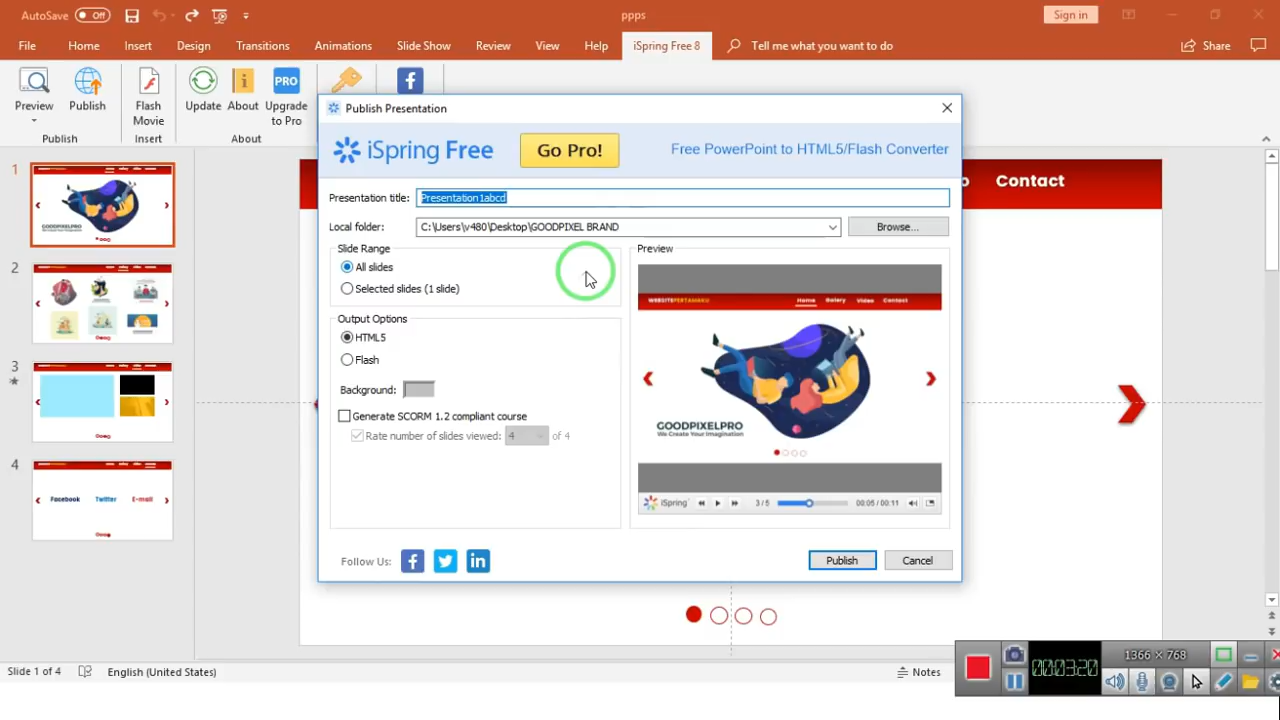 AutoSave Off ppps Sign in
File Home Insert Design Transitions Animations Slide Show Review View Help iSpring Free 8 Tell me what you want to do Share
Preview Publish Flash Movie Update About PRO Upgrade to Pro
Publish Insert About
Publish Presentation
iSpring Free Go Pro! Free PowerPoint to HTML5/Flash Converter
Presentation title: Presentation1abcd
Local folder: C:\Users\v480\Desktop\GOODPIXEL BRAND Browse...
Slide Range
All slides
Selected slides (1 slide)
Output Options
HTML5
Flash
Background:
Generate SCORM 1.2 compliant course
Rate number of slides viewed: 4 of 4
Preview
WEBSITEPERTAMAKU Home Galery Video Contact
GOODPIXELPRO
We Create Your Imagination
iSpring 3/5 00:05 / 00:11
Follow Us: Publish Cancel
o Contact
1
GOODPIXELPRO
2
3
4
Facebook Twitter E-mail
Slide 1 of 4 English (United States) Notes
1366 × 768
00:03:20